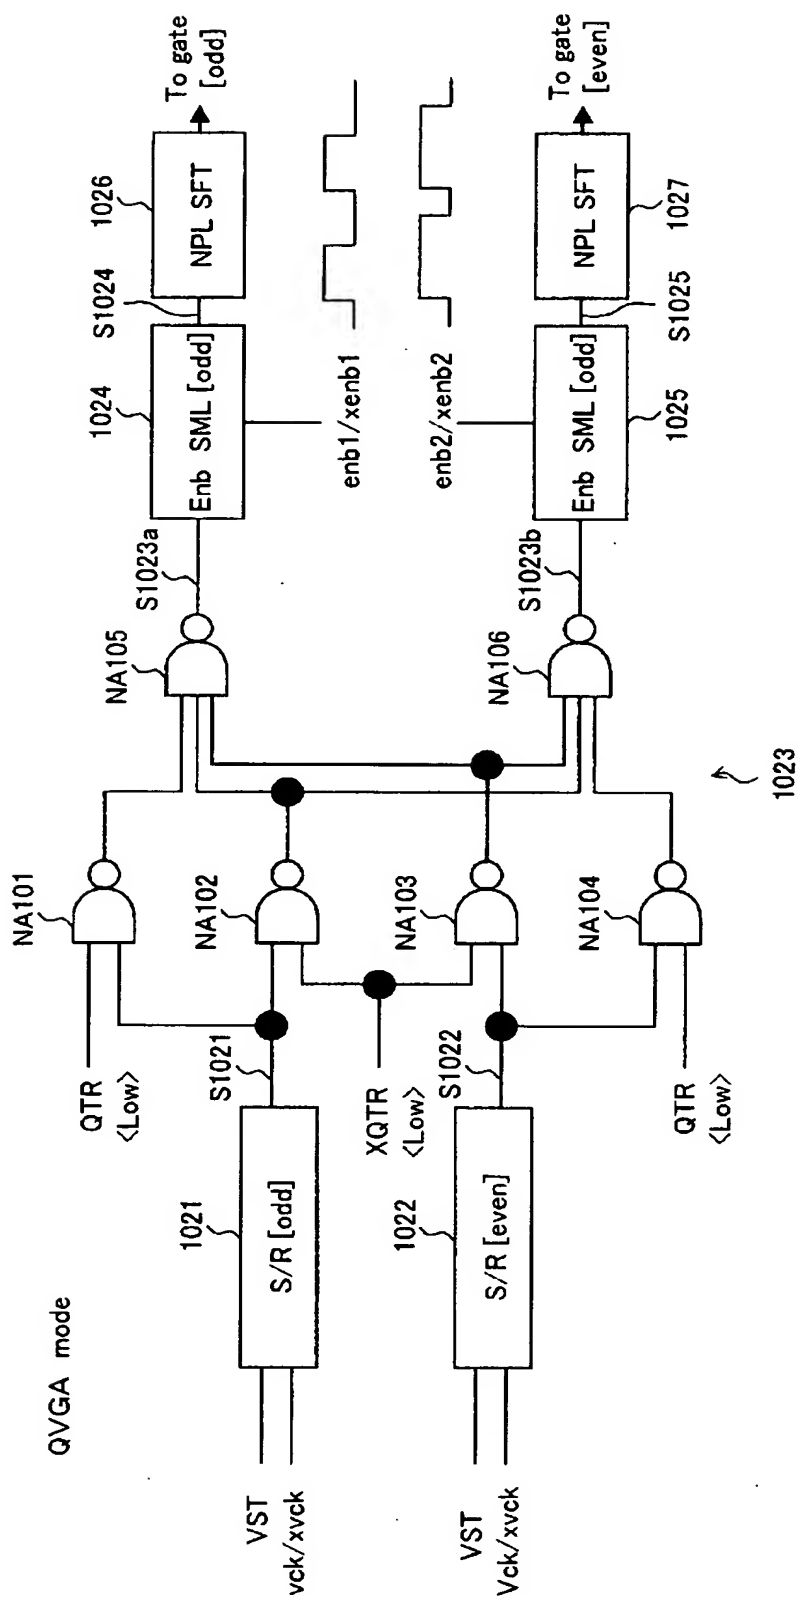 QVGA mode
VST
vck/xvck
1021
S/R [odd]
S1021
QTR
<Low>
NA101
NA102
NA105
S1023a
1024
Enb SML [odd]
S1024
1026
NPL SFT
To gate
[odd]
enb1/xenb1
XQTR
<Low>
VST
Vck/xvck
1022
S/R [even]
S1022
QTR
<Low>
NA103
NA104
NA106
S1023b
enb2/xenb2
Enb SML [odd]
1025
S1025
NPL SFT
1027
To gate
[even]
1023